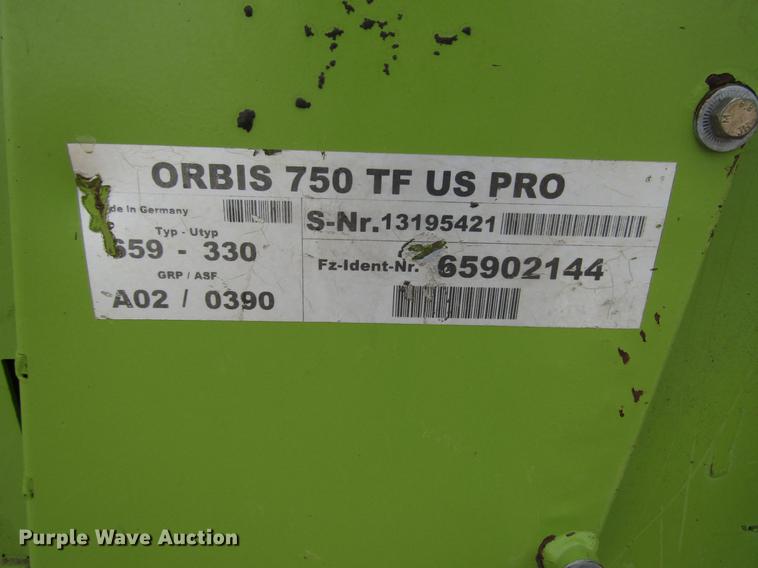 ORBIS 750 TF US PRO
de in Germany
Typ - Utyp
659 - 330
GRP / ASF
A02 / 0390
S-Nr.13195421
Fz-Ident-Nr. 65902144
Purple Wave Auction